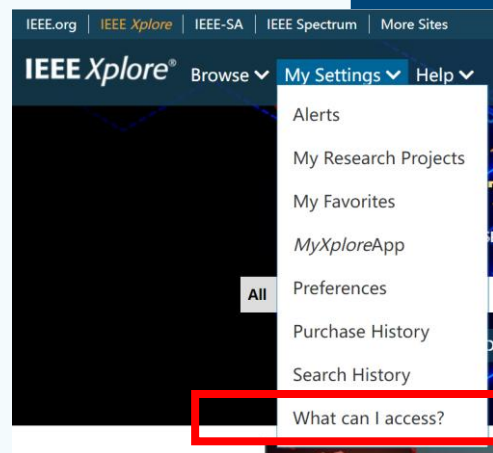 IEEE.org | IEEE Xplore | IEEE-SA | IEEE Spectrum | More Sites
IEEE Xplore® Browse My Settings Help
Alerts
My Research Projects
My Favorites
MyXploreApp
All Preferences
Purchase History
Search History
What can I access?